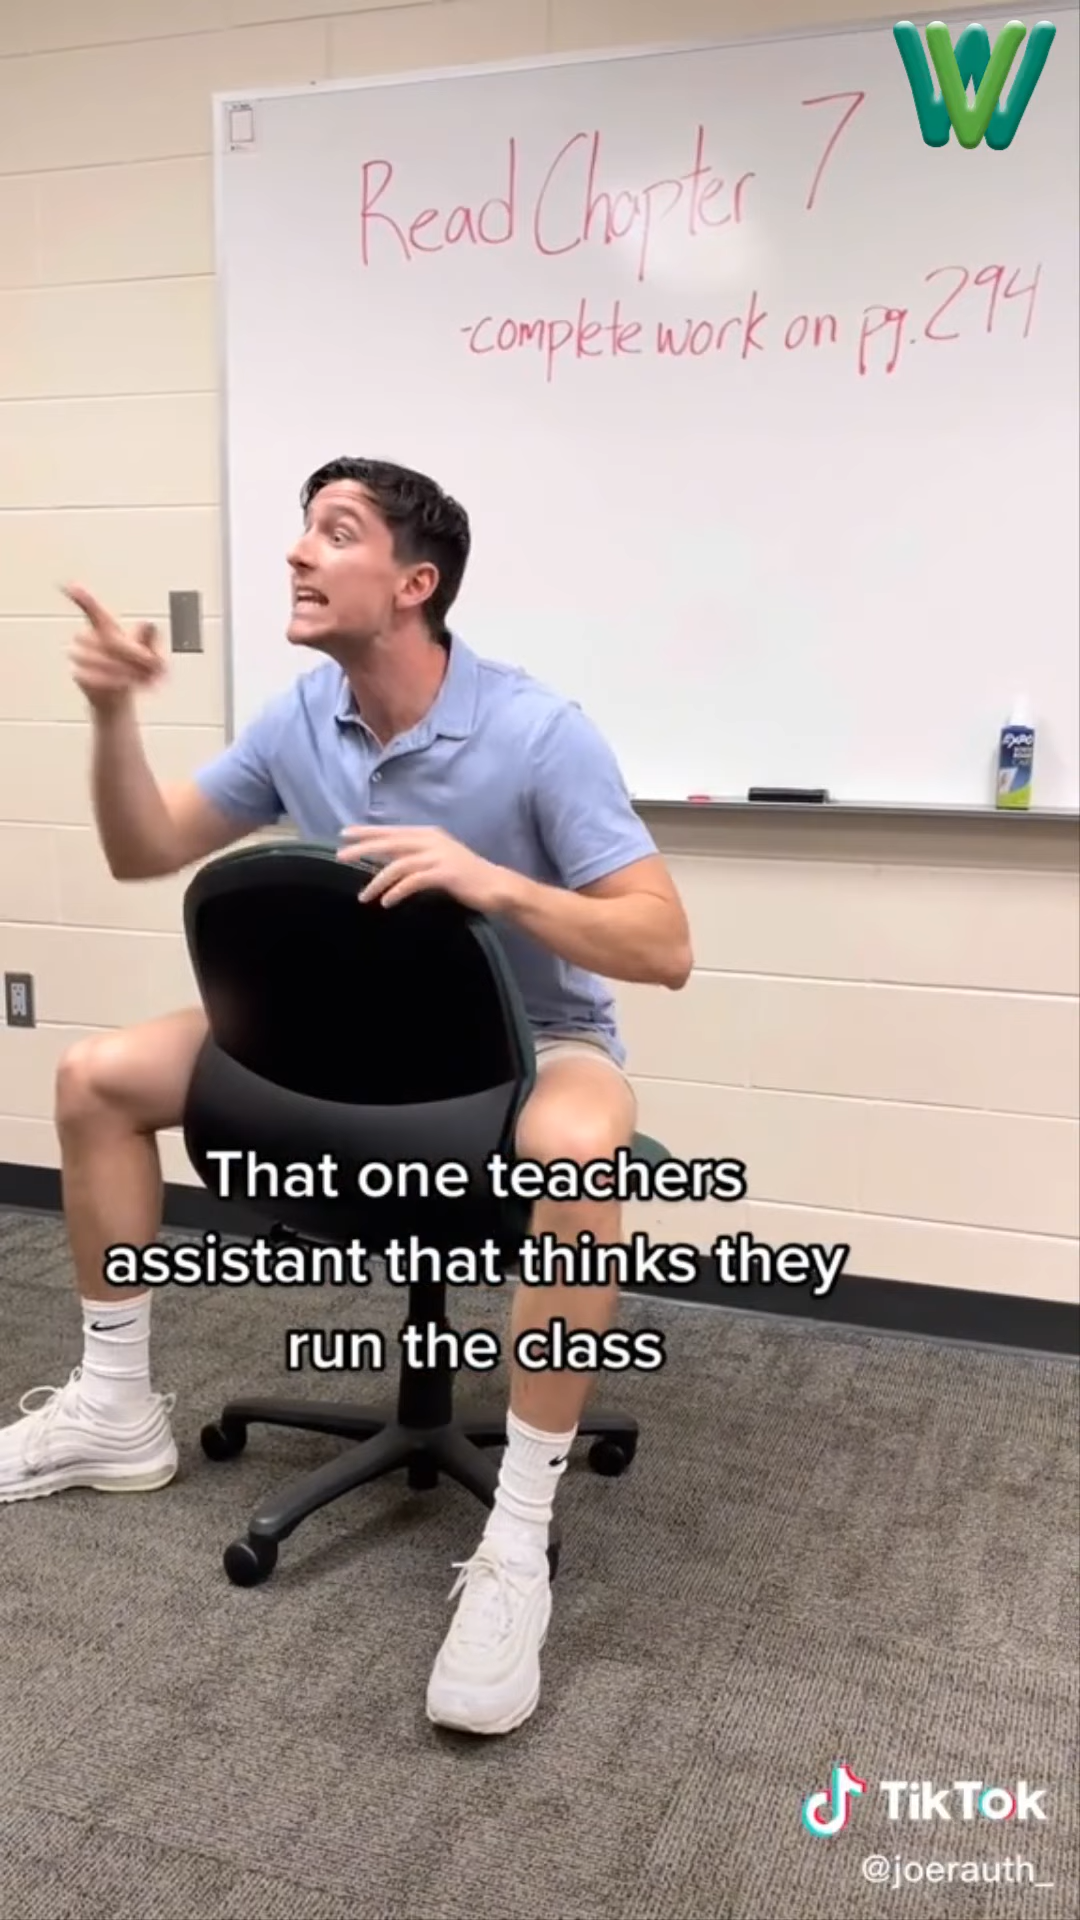 W
Read Chapter 7
-complete work on pg. 294
EXPO
That one teachers
assistant that thinks they
run the class
TikTok
@joerauth_